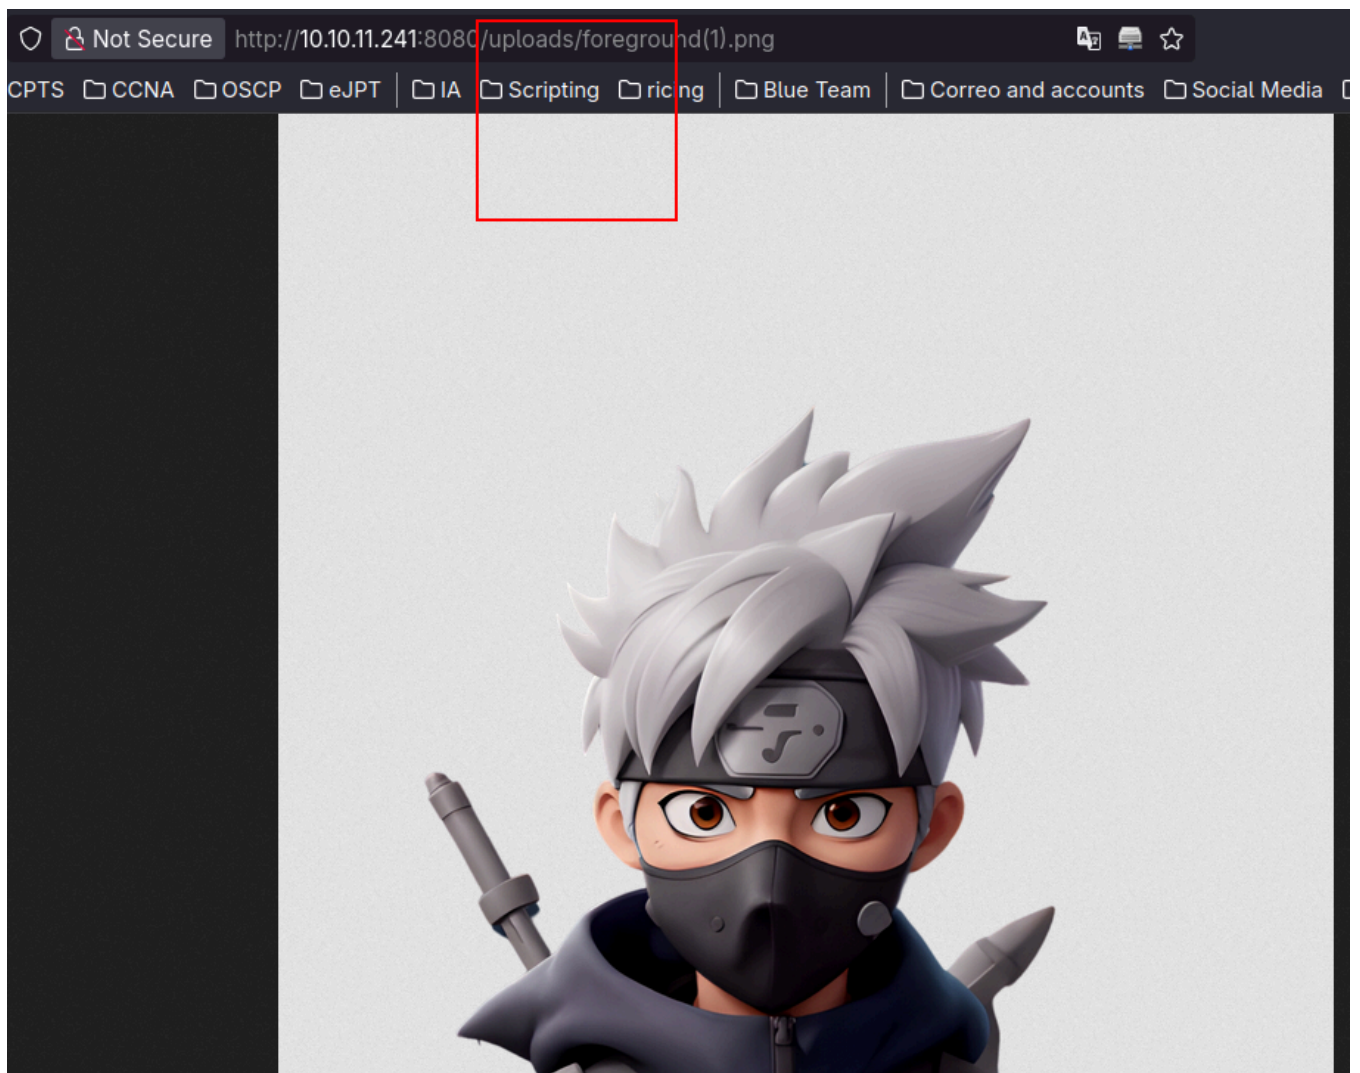 Not Secure http://10.10.11.241:8080/uploads/foreground(1).png
CPTS CCNA OSCP eJPT IA Scripting ricing Blue Team Correo and accounts Social Media